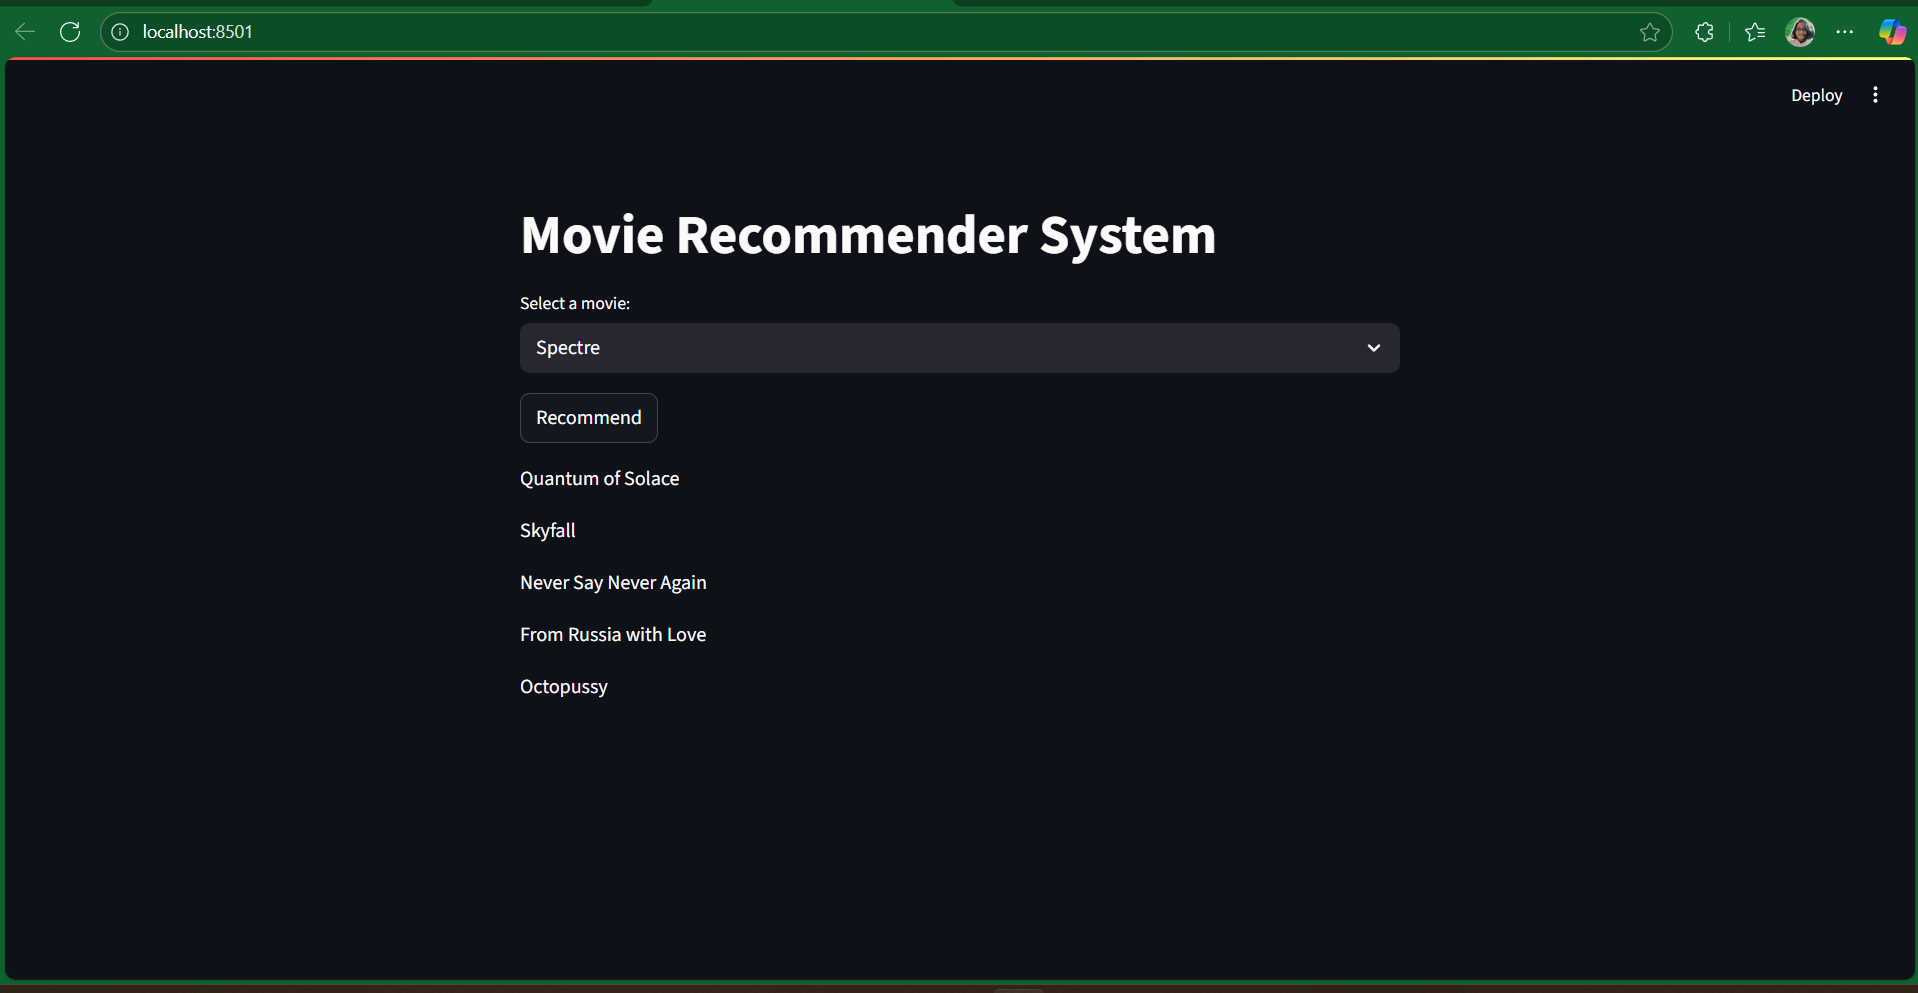 localhost:8501
Deploy
Movie Recommender System
Select a movie:
Spectre
Recommend
Quantum of Solace
Skyfall
Never Say Never Again
From Russia with Love
Octopussy